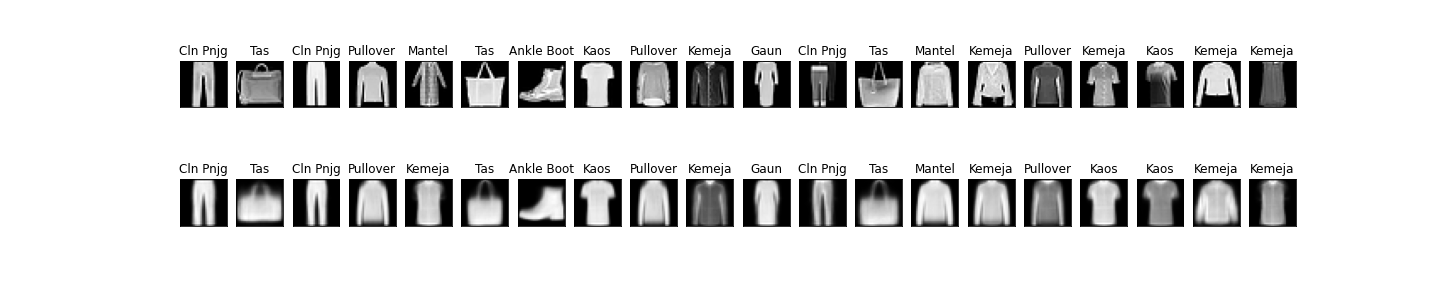 Cln Pnjg Tas Cln Pnjg Pullover Mantel Tas Ankle Boot Kaos Pullover Kemeja Gaun Cln Pnjg Tas Mantel Kemeja Pullover Kemeja Kaos Kemeja Kemeja
Cln Pnjg Tas Cln Pnjg Pullover Kemeja Tas Ankle Boot Kaos Pullover Kemeja Gaun Cln Pnjg Tas Mantel Kemeja Pullover Kaos Kaos Kemeja Kemeja